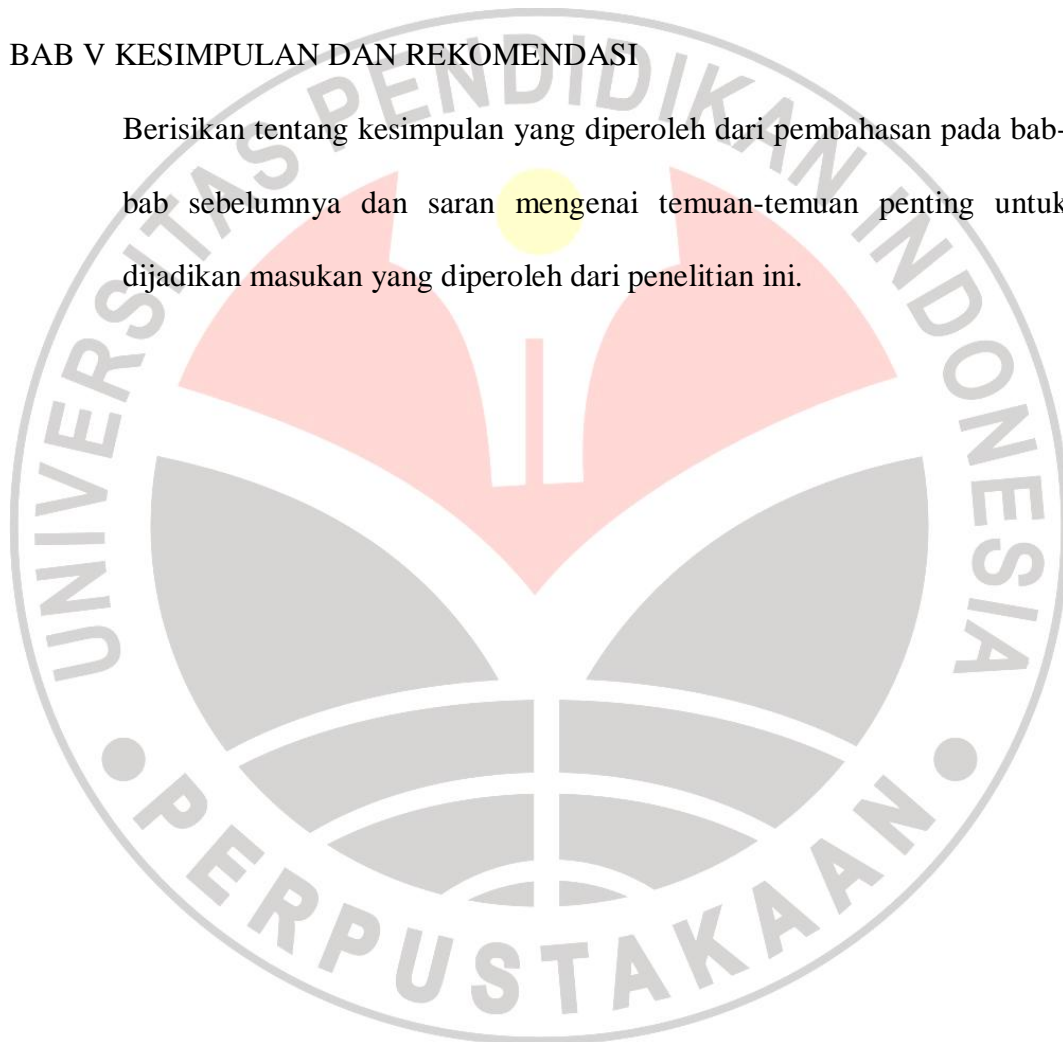 BAB V KESIMPULAN DAN REKOMENDASI
Berisikan tentang kesimpulan yang diperoleh dari pembahasan pada bab-
bab sebelumnya dan saran mengenai temuan-temuan penting untuk
dijadikan masukan yang diperoleh dari penelitian ini.
UNIVERSITAS PENDIDIKAN INDONESIA
PERPUSTAKAAN